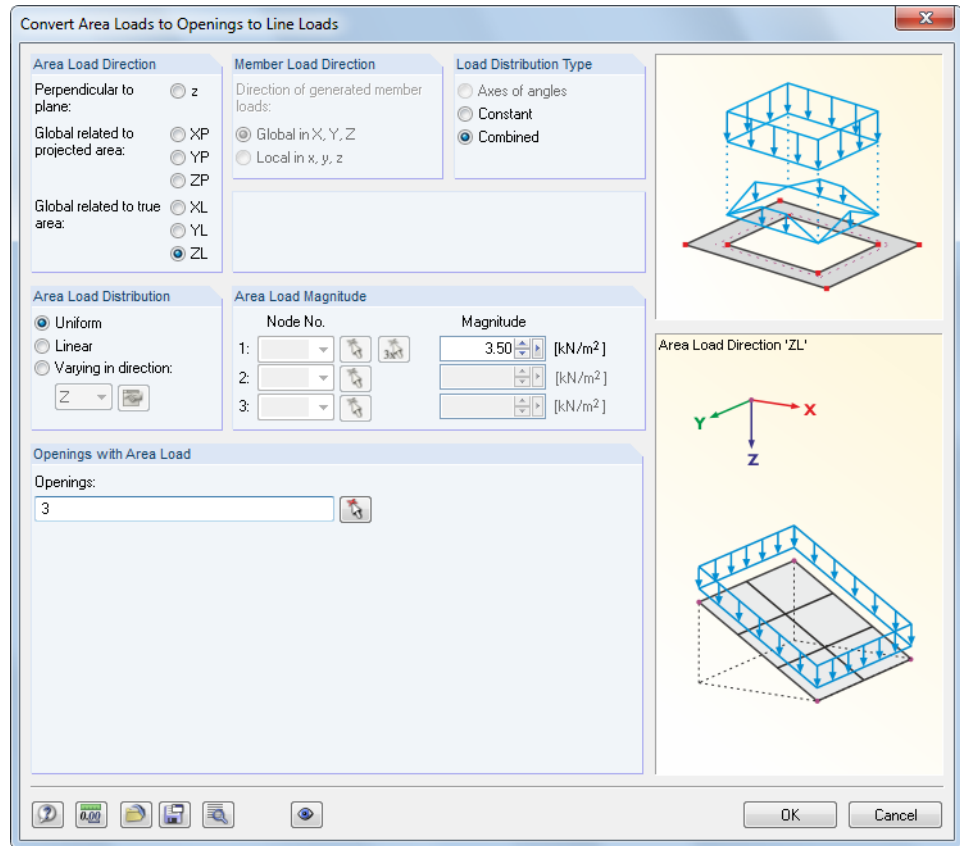 Convert Area Loads to Openings to Line Loads
Area Load Direction
Perpendicular to plane:
z
Global related to projected area:
XP
YP
ZP
Global related to true area:
XL
YL
ZL
Member Load Direction
Direction of generated member loads:
Global in X, Y, Z
Local in x, y, z
Load Distribution Type
Axes of angles
Constant
Combined
Area Load Distribution
Uniform
Linear
Varying in direction:
Z
Area Load Magnitude
Node No.
Magnitude
1:
3x
3.50
[kN/m²]
2:
[kN/m²]
3:
[kN/m²]
Openings with Area Load
Openings:
3
Area Load Direction 'ZL'
Y
X
Z
0.00
OK
Cancel